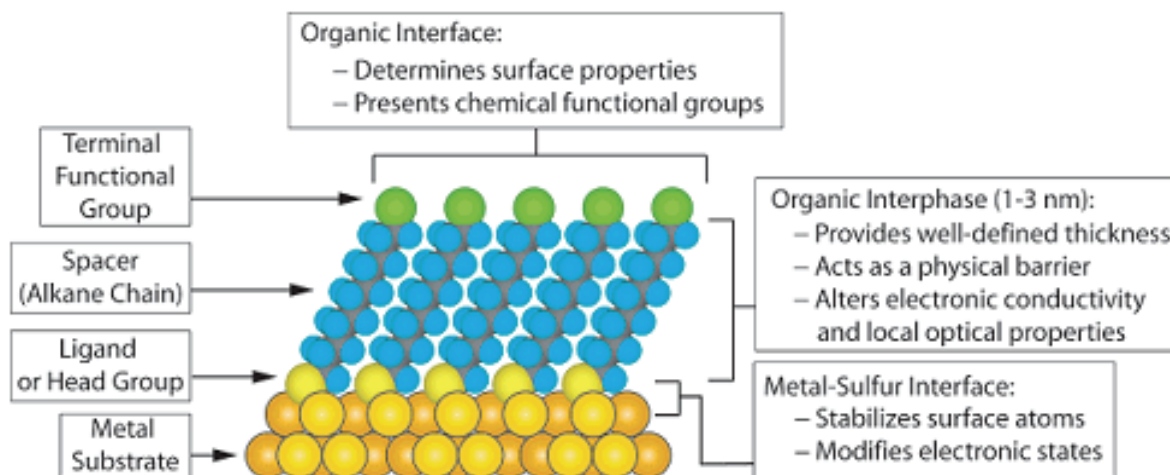 Organic Interface:
– Determines surface properties
– Presents chemical functional groups
Terminal
Functional
Group
Spacer
(Alkane Chain)
Ligand
or Head Group
Metal
Substrate
Organic Interphase (1-3 nm):
– Provides well-defined thickness
– Acts as a physical barrier
– Alters electronic conductivity
and local optical properties
Metal-Sulfur Interface:
– Stabilizes surface atoms
– Modifies electronic states